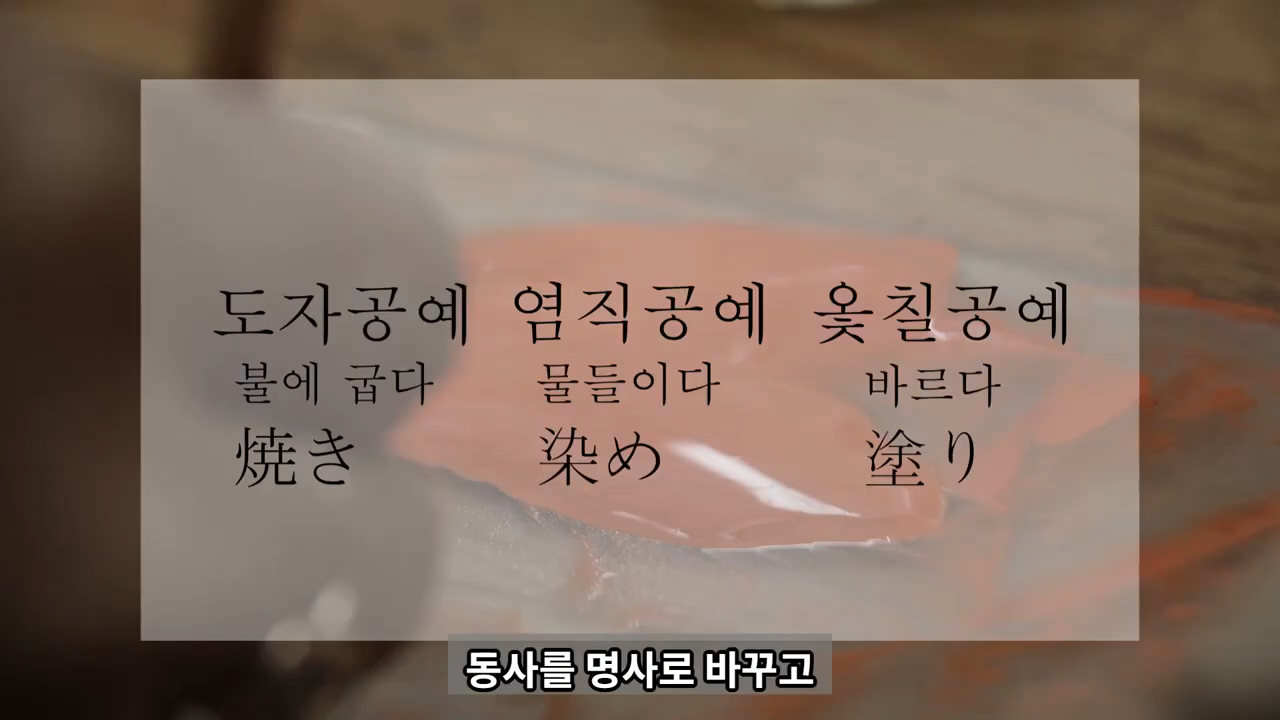 도자공예 염직공예 옻칠공예
불에 굽다 물들이다 바르다
焼き 染め 塗り
동사를 명사로 바꾸고